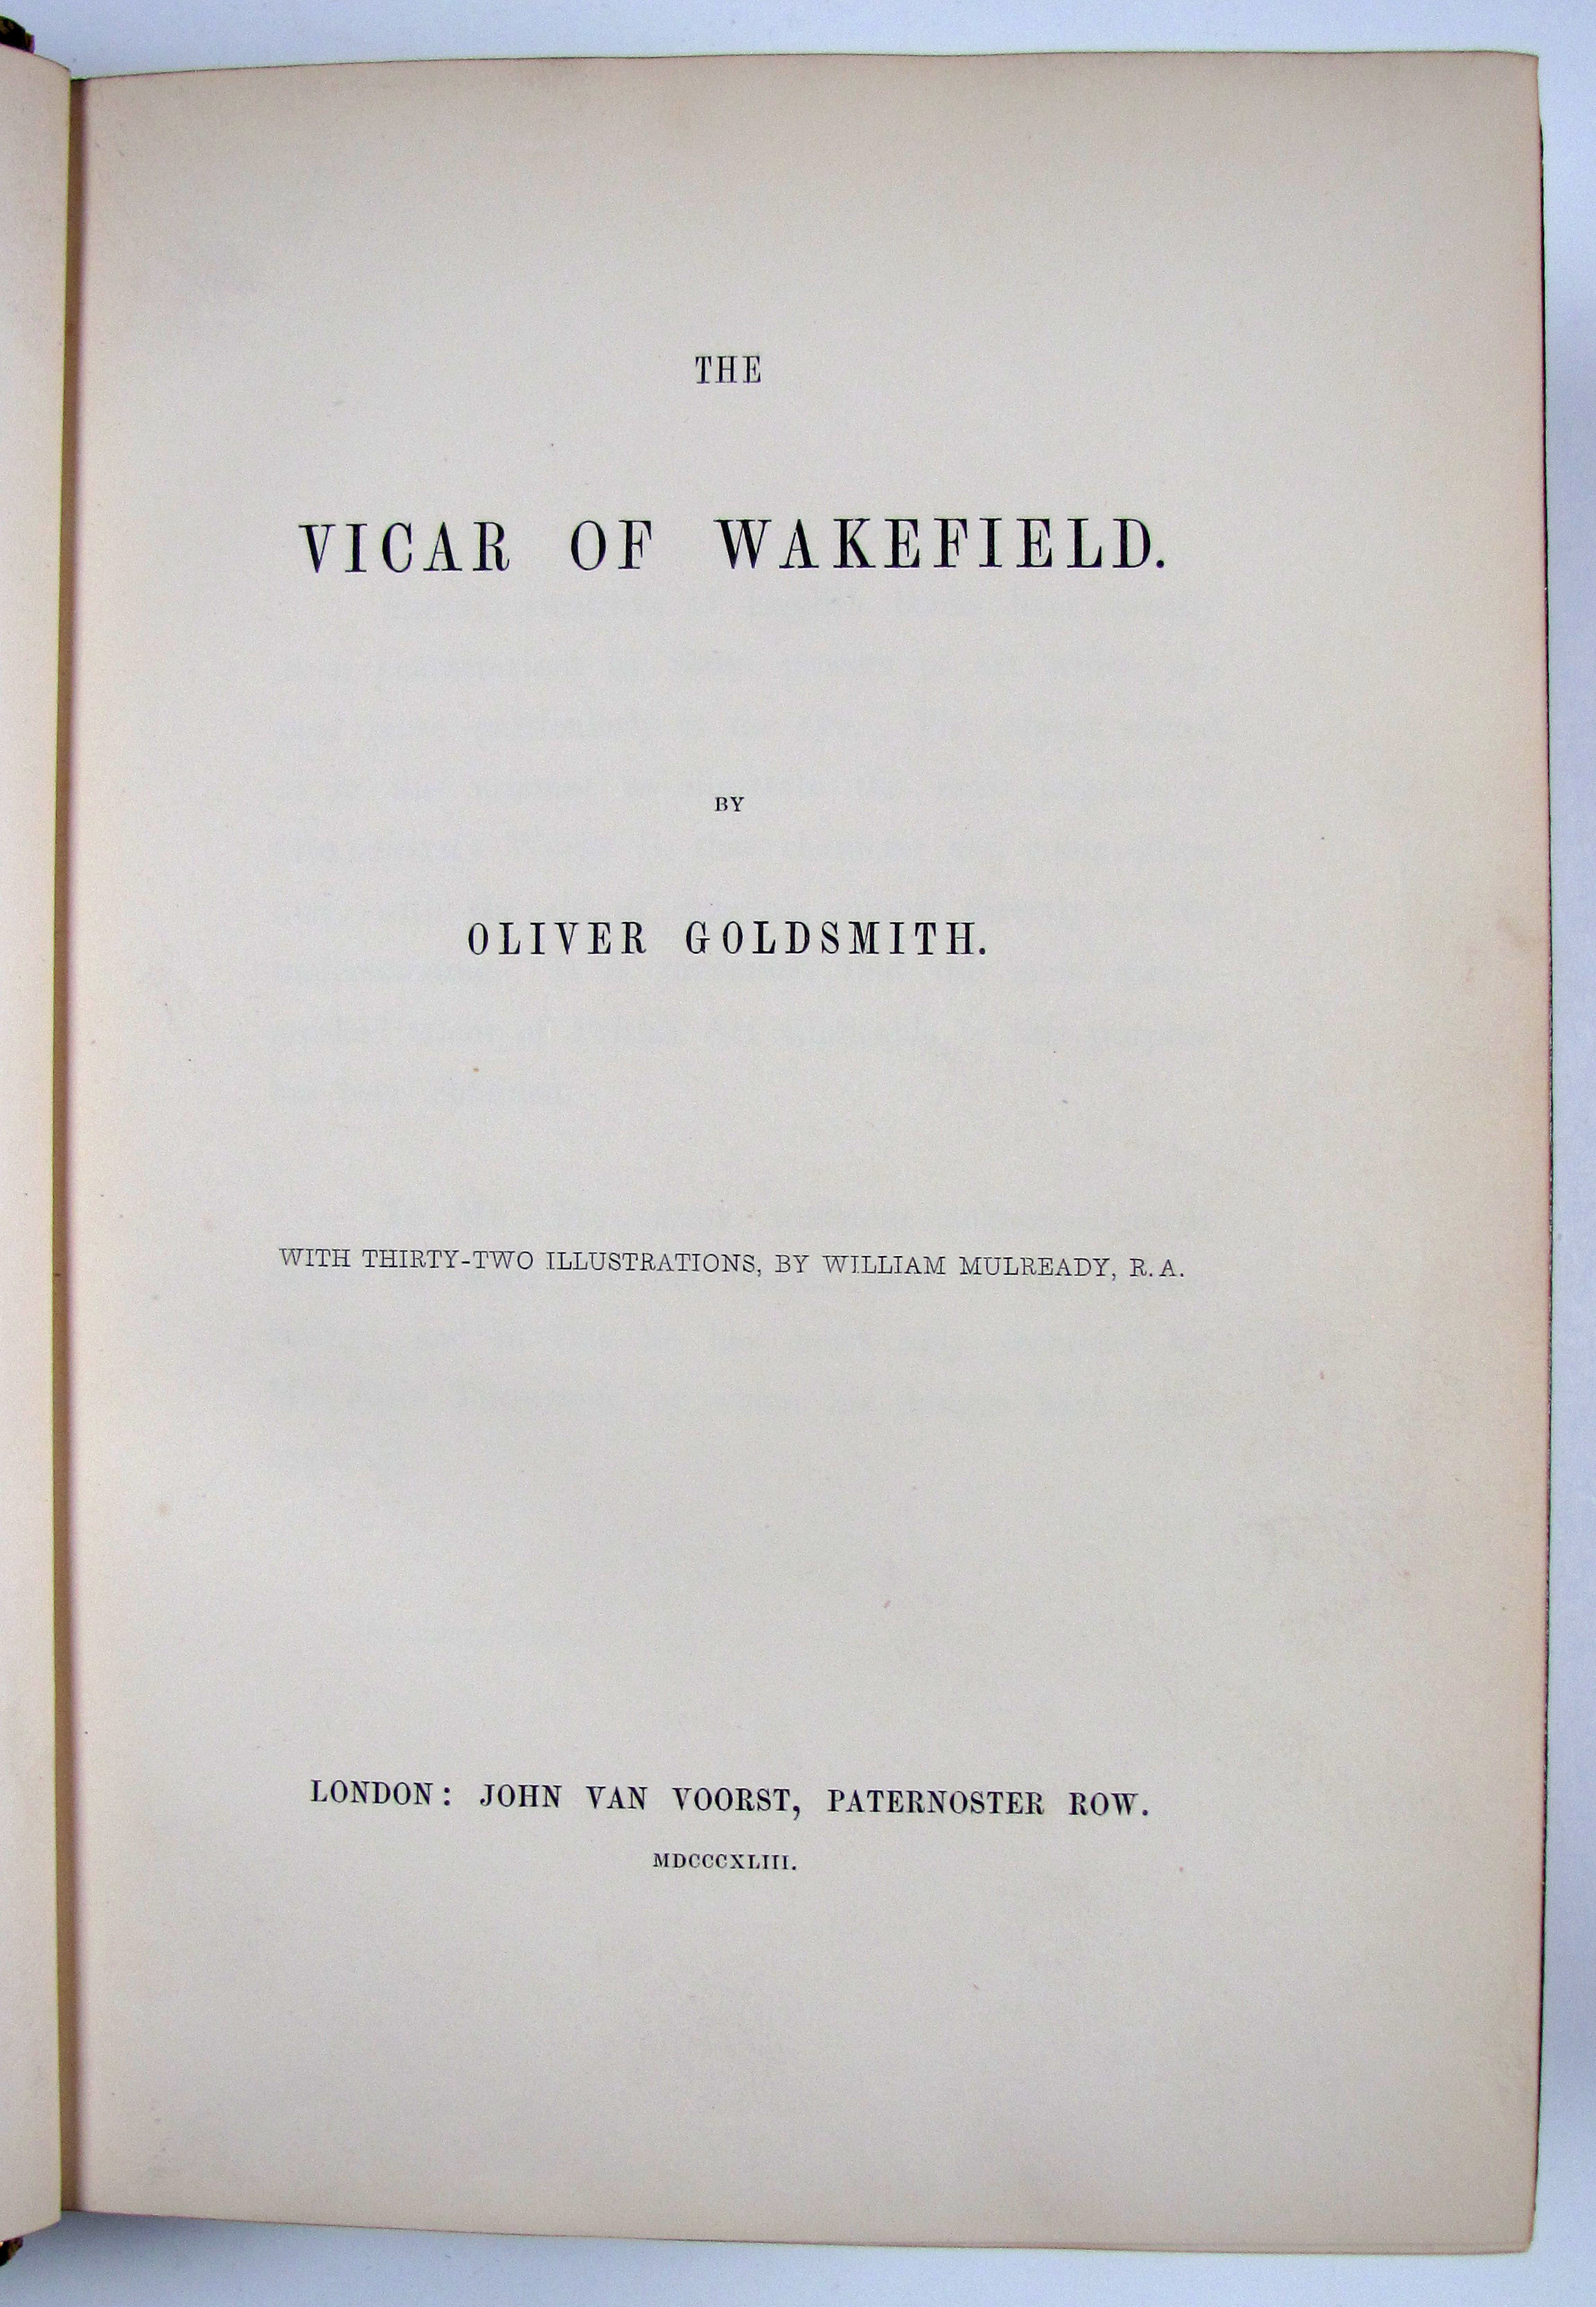 THE
VICAR OF WAKEFIELD.
BY
OLIVER GOLDSMITH.
WITH THIRTY-TWO ILLUSTRATIONS, BY WILLIAM MULREADY, R. A.
LONDON: JOHN VAN VOORST, PATERNOSTER ROW.
MDCCCXLIII.